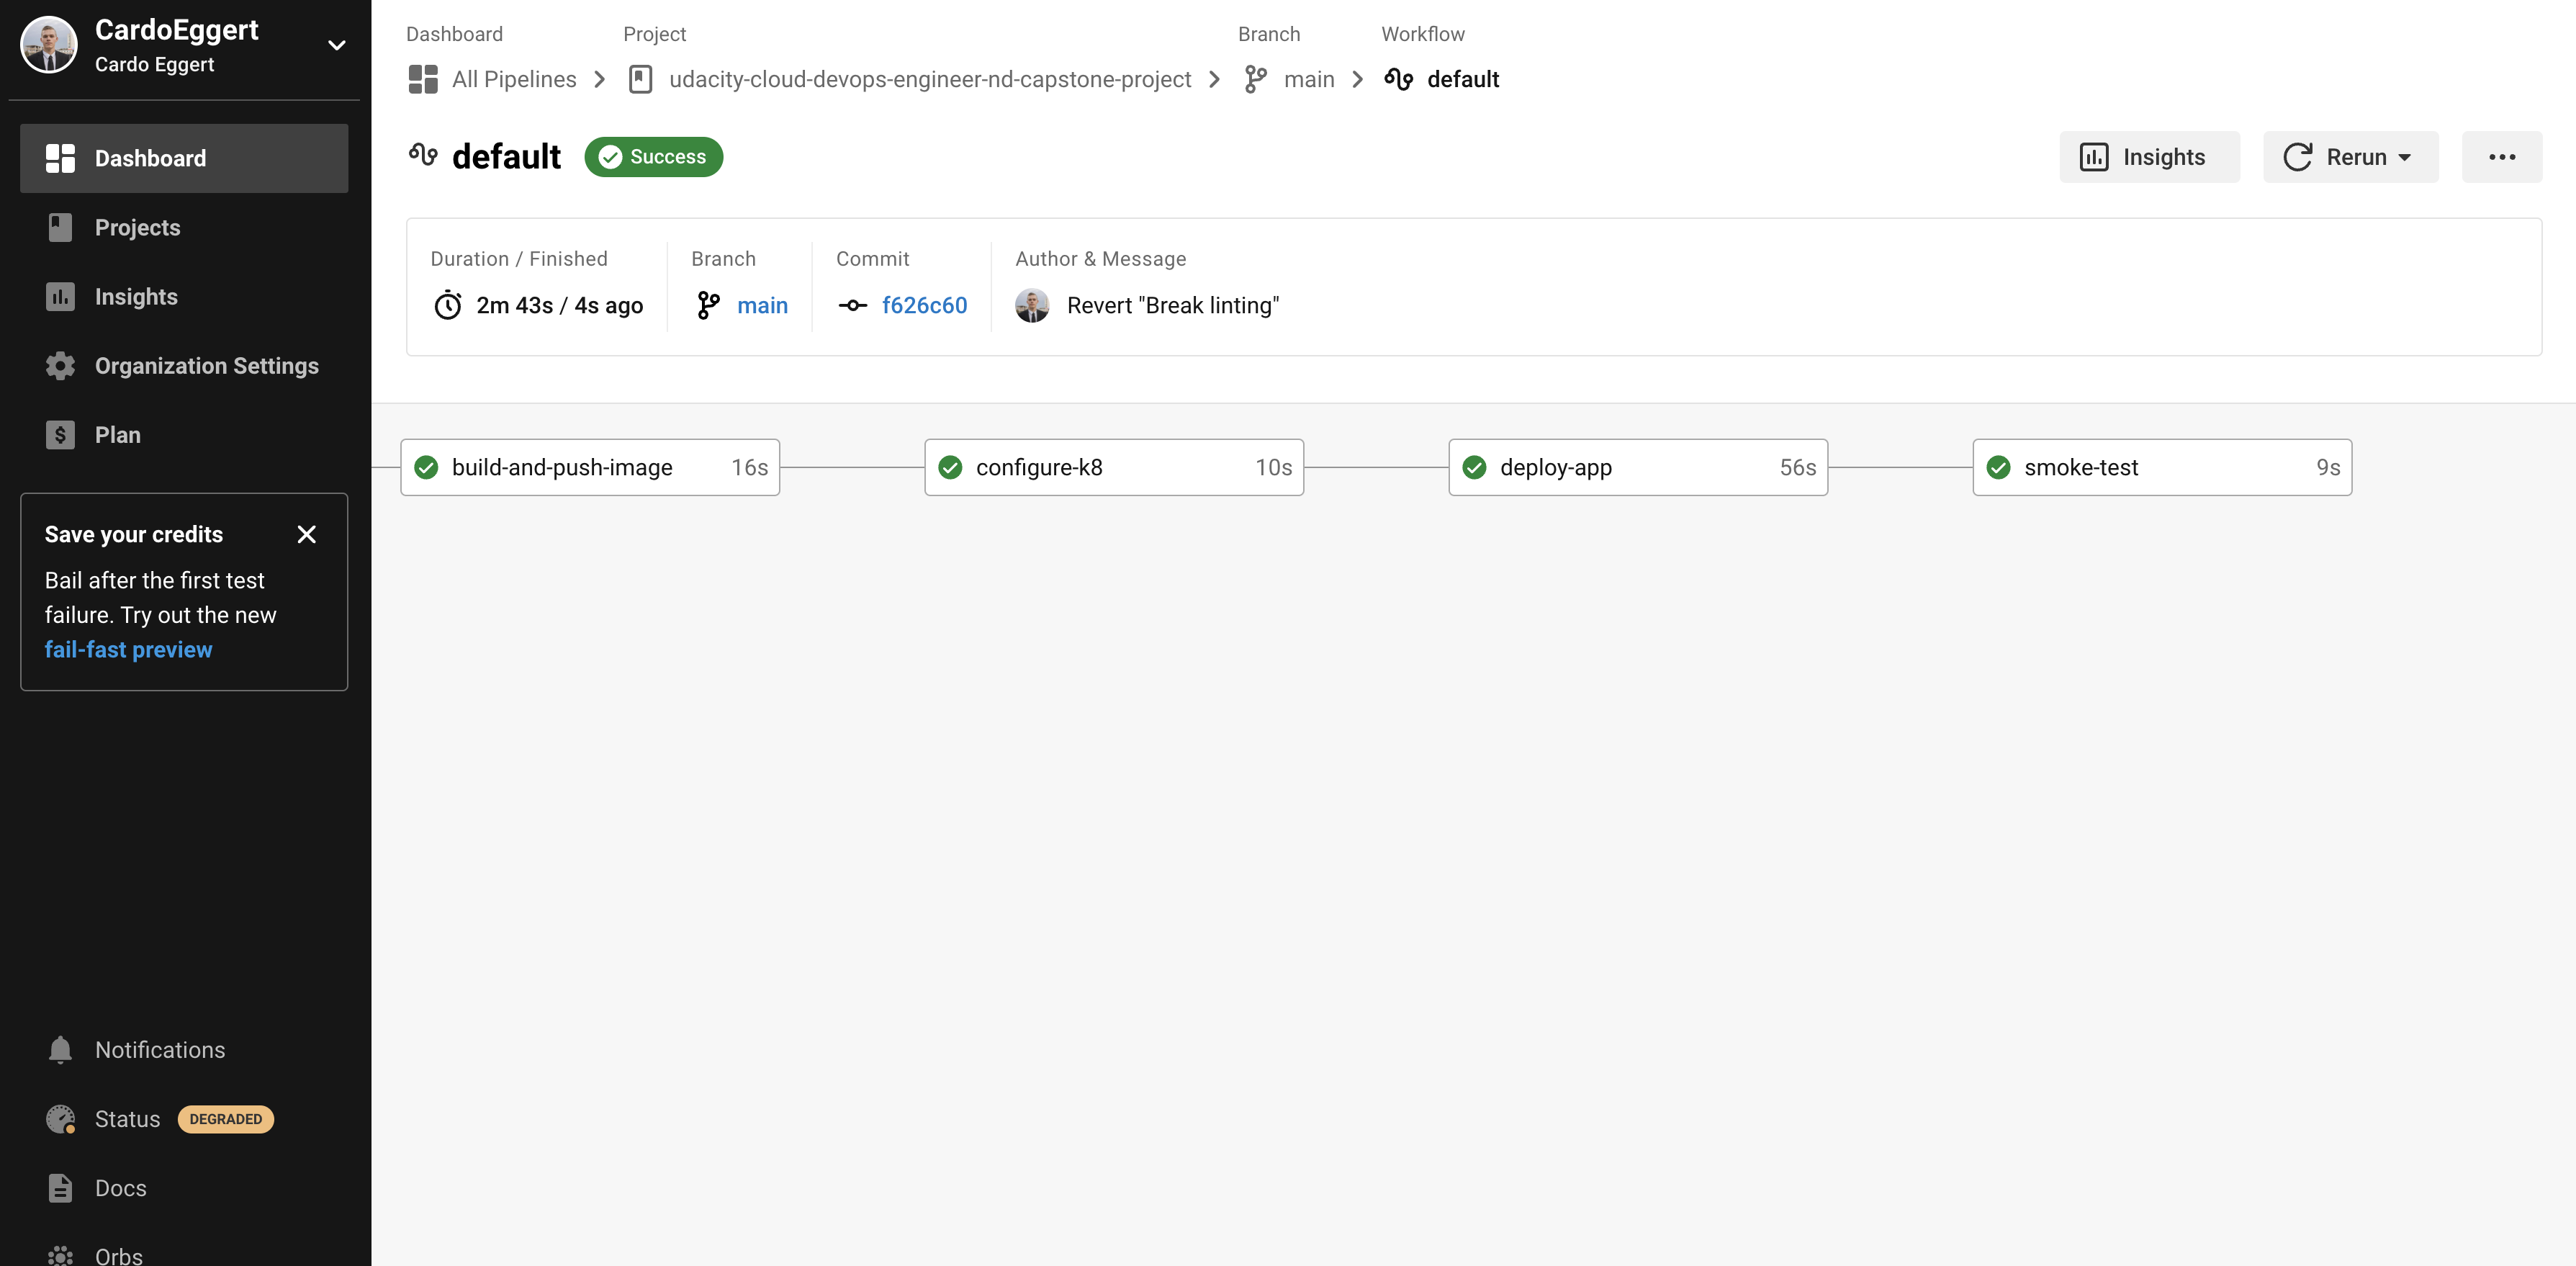 CardoEggert
Cardo Eggert
Dashboard
Projects
Insights
Organization Settings
Plan
Save your credits
Bail after the first test
failure. Try out the new
fail-fast preview
Notifications
Status DEGRADED
Docs
Orbs
Dashboard Project Branch Workflow
All Pipelines udacity-cloud-devops-engineer-nd-capstone-project main default
default Success Insights Rerun
Duration / Finished Branch Commit Author & Message
2m 43s / 4s ago main f626c60 Revert "Break linting"
build-and-push-image 16s configure-k8 10s deploy-app 56s smoke-test 9s